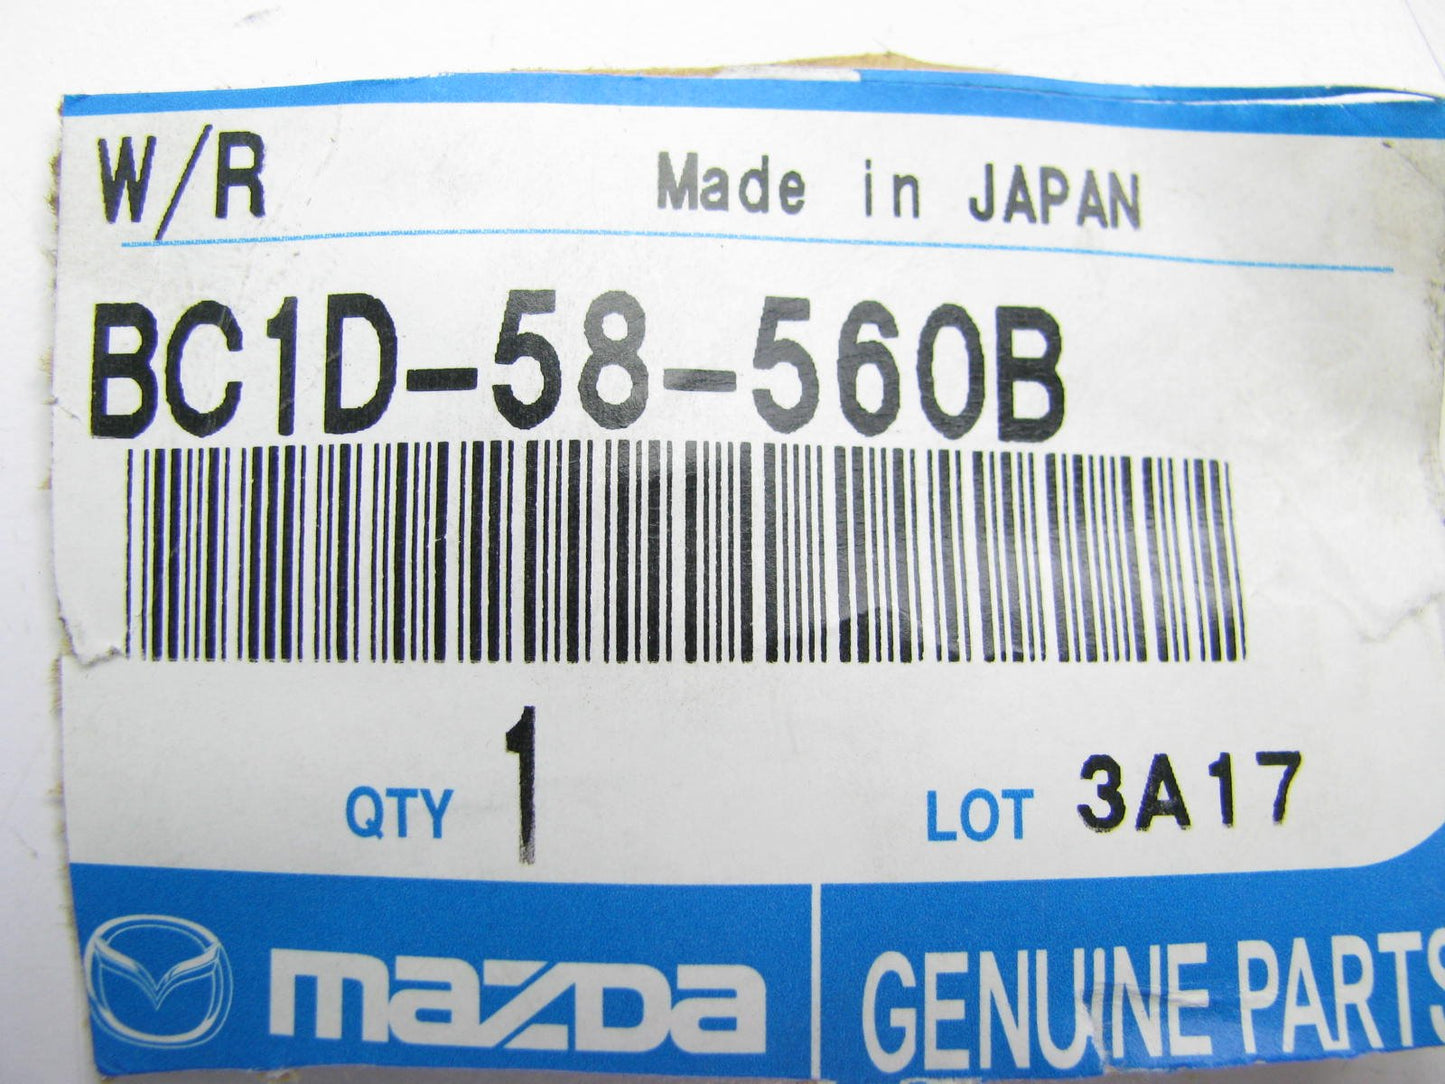 W/R Made in JAPAN
BC1D-58-560B
QTY 1 LOT 3A17
mazda GENUINE PARTS